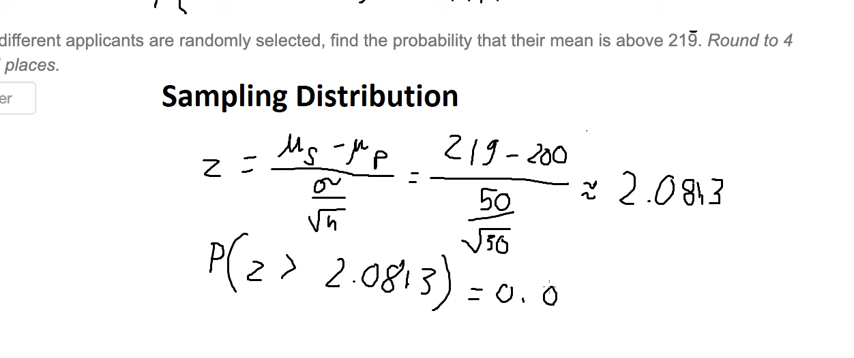 different applicants are randomly selected, find the probability that their mean is above 219. Round to 4
places.
er
Sampling Distribution
z = (μs - μp) / (σ/√n) = (219 - 200) / (50/√50) ≈ 2.0813
P(z > 2.0813) = 0.0